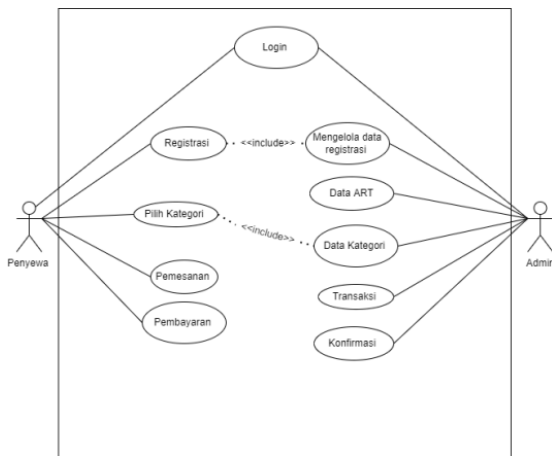 Login
Registrasi
<<include>>
Mengelola data
registrasi
Data ART
Pilih Kategori
<<include>>
Data Kategori
Penyewa
Admin
Pemesanan
Transaksi
Pembayaran
Konfirmasi